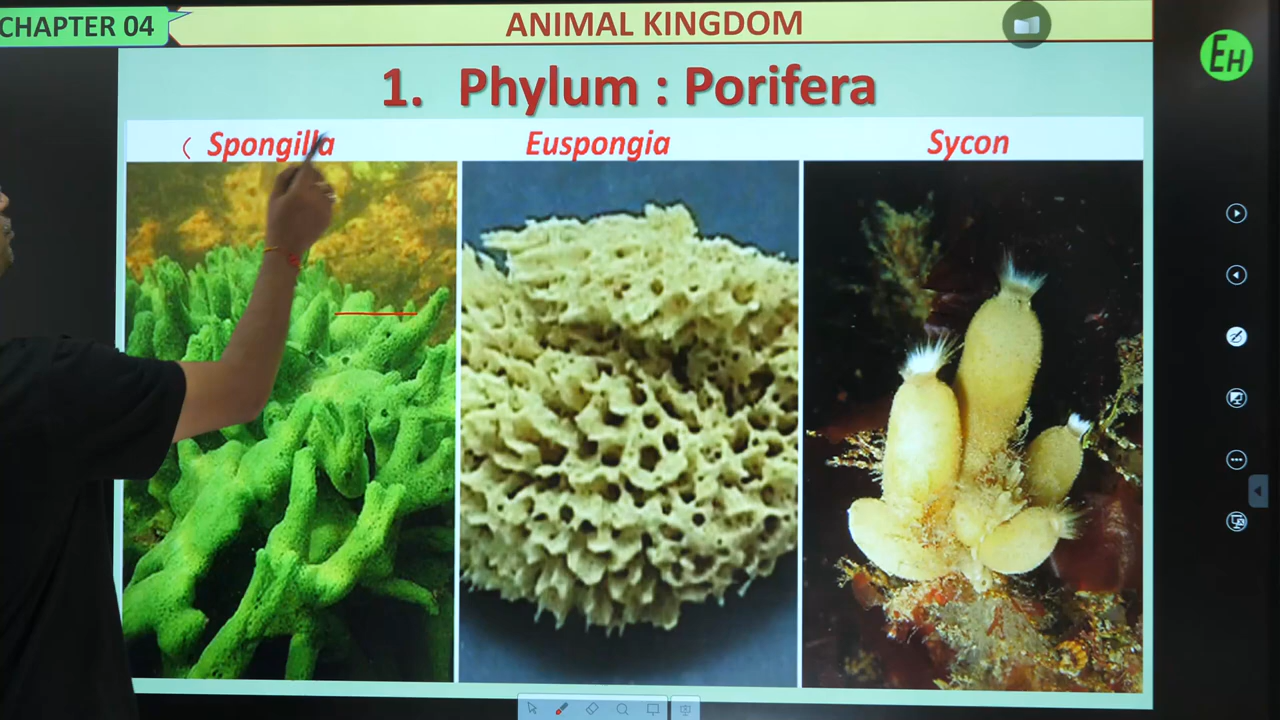 CHAPTER 04
ANIMAL KINGDOM
EH
1. Phylum : Porifera
( Spongilla
Euspongia
Sycon